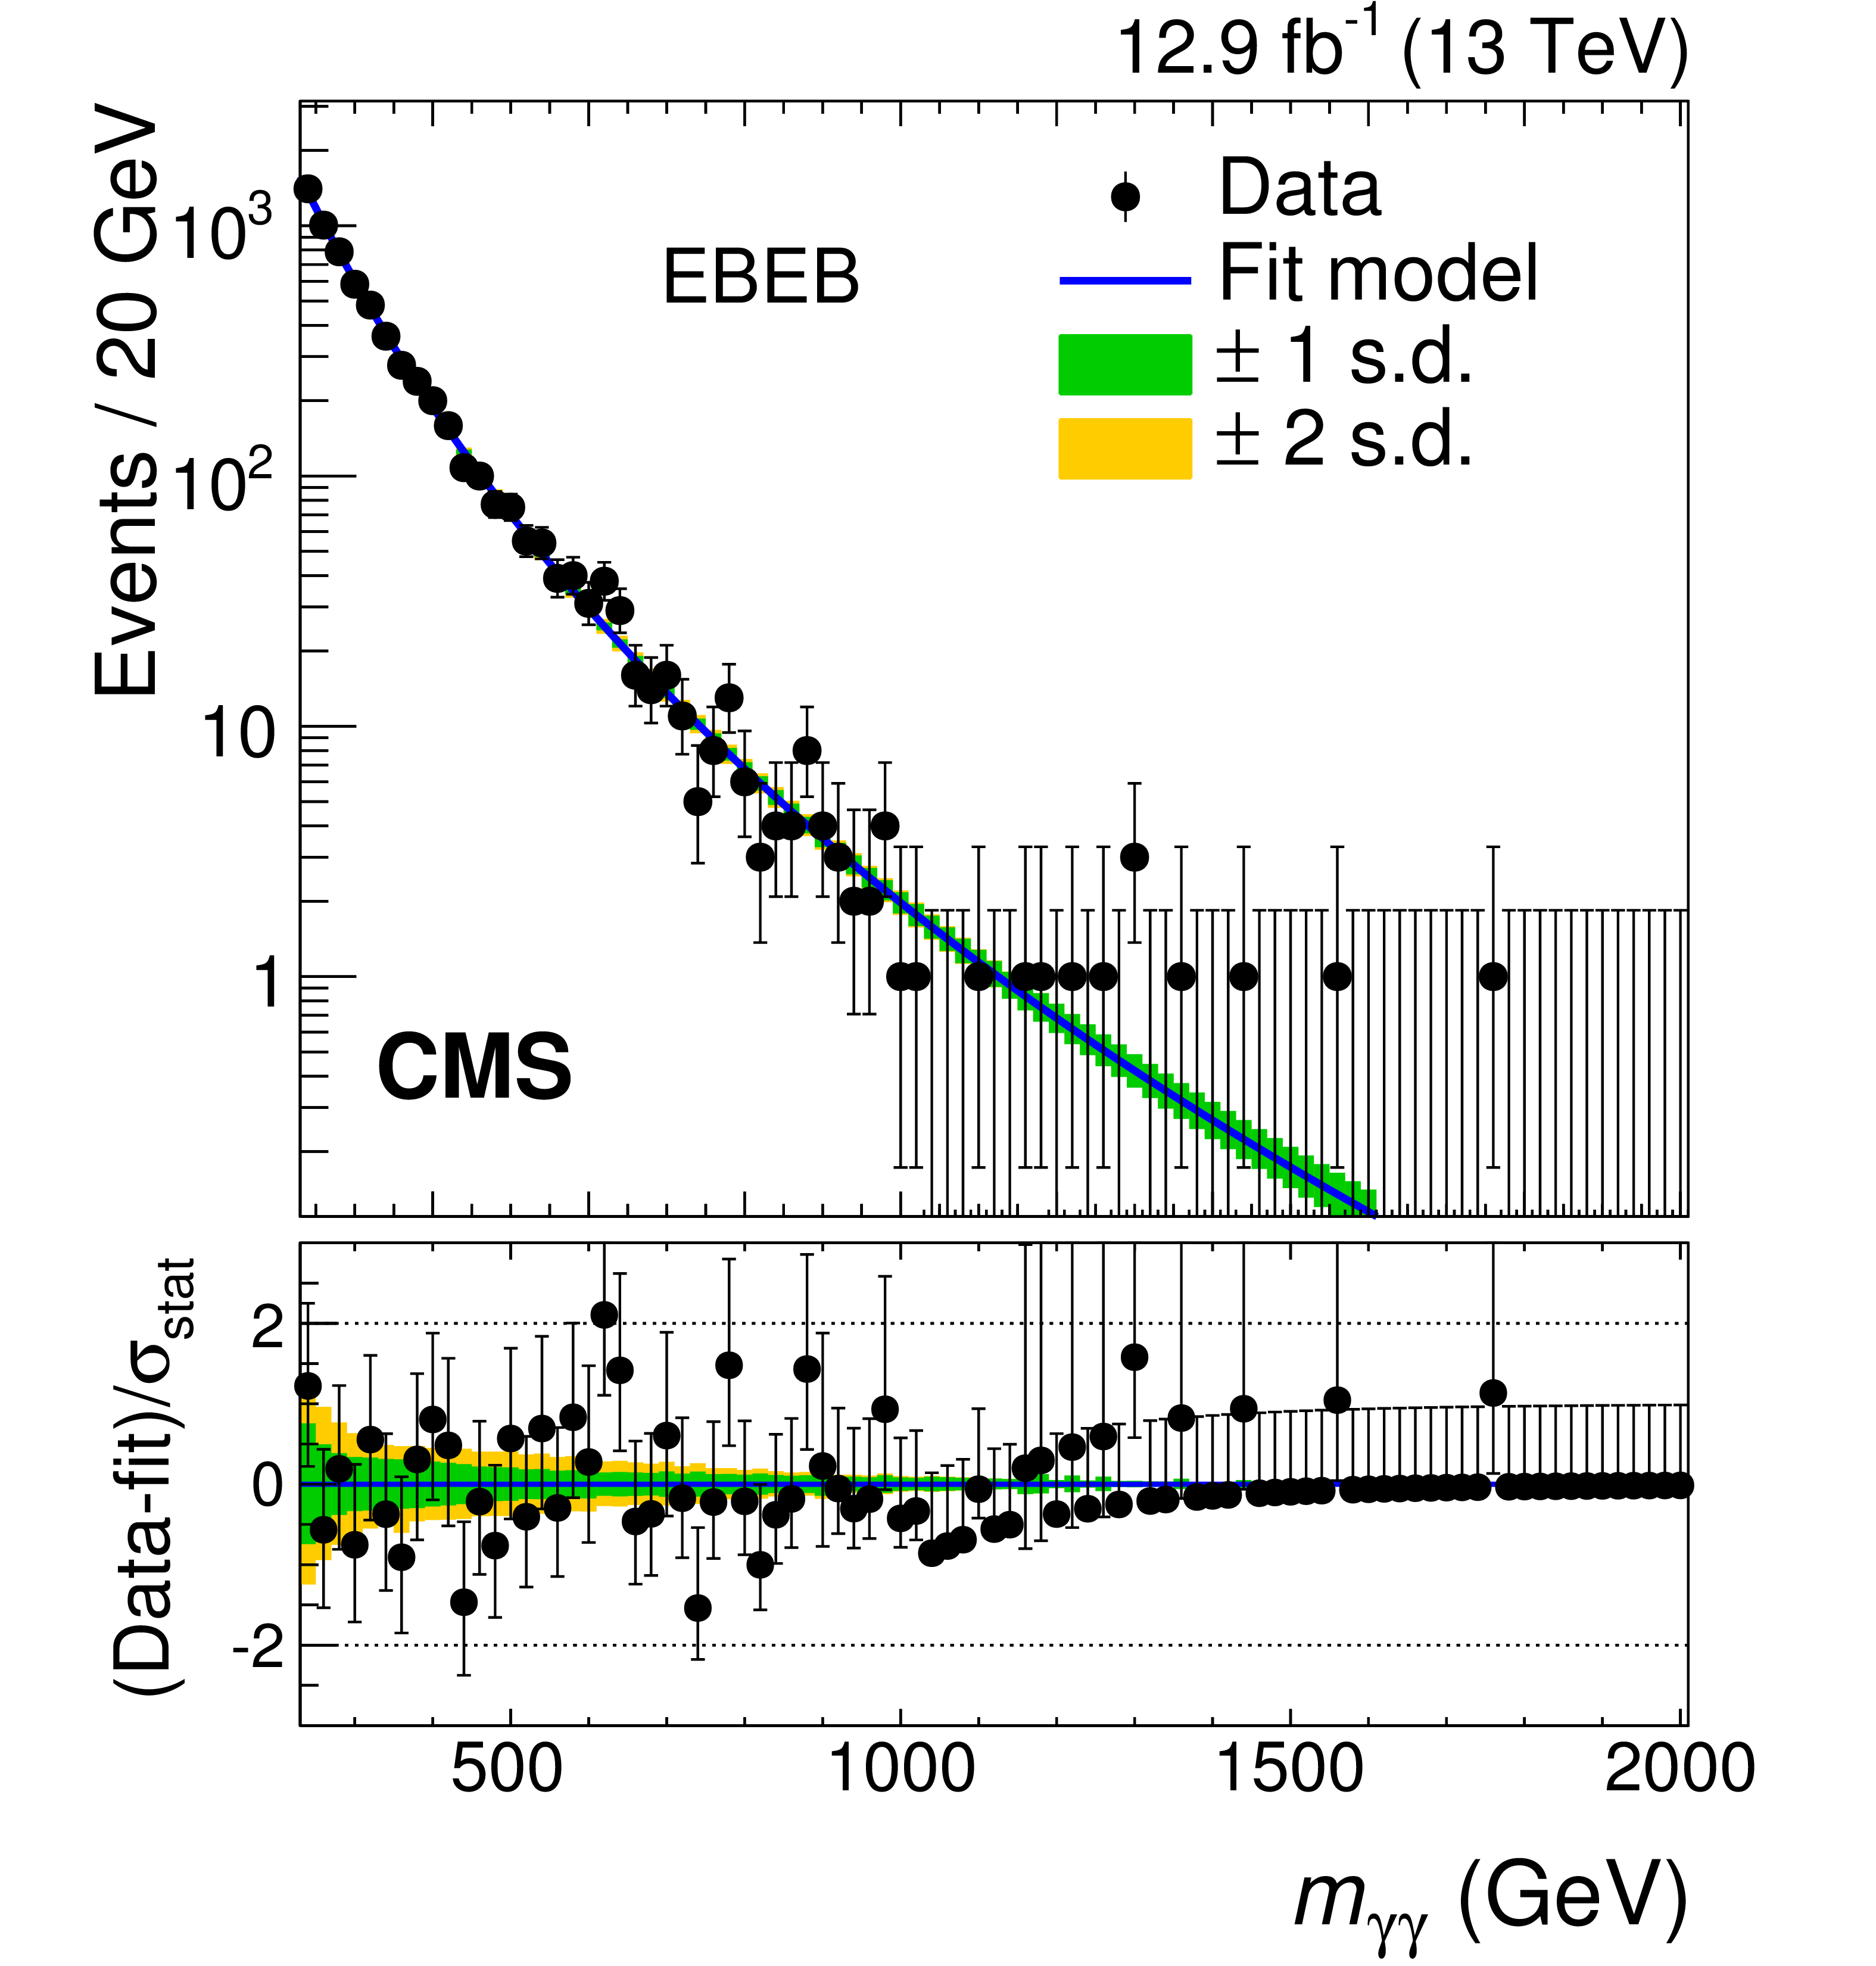 12.9 fb⁻¹ (13 TeV)
Events / 20 GeV
10³
10²
10
1
EBEB
Data
Fit model
± 1 s.d.
± 2 s.d.
CMS
(Data-fit)/σstat
2
0
-2
500 1000 1500 2000
mγγ (GeV)